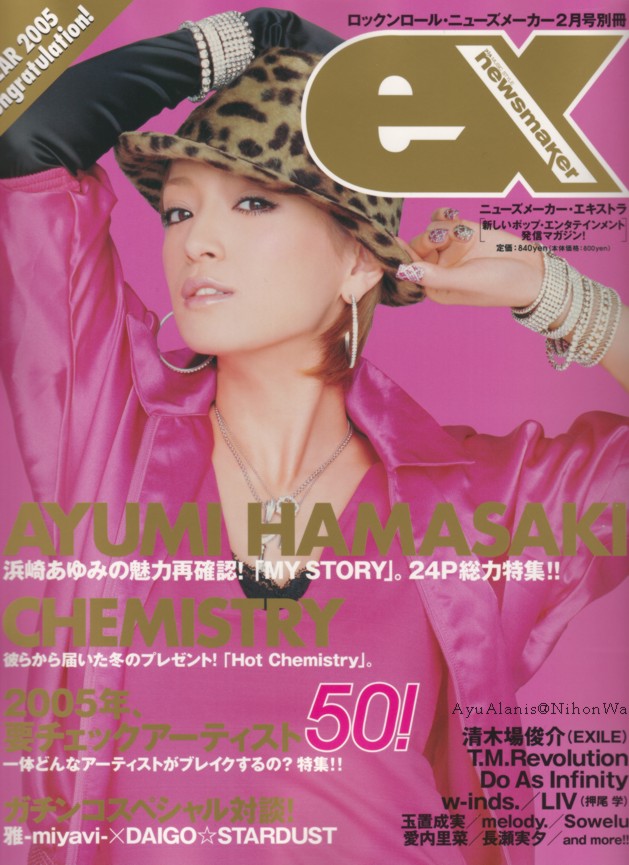 EAR 2005
ongratulation!
ロックンロール・ニューズメーカー2月号別冊
ex
newsmaker
ニューズメーカー・エキストラ
[新しいポップ・エンタテインメント
発信マガジン!]
定価:840yen(本体価格:800yen)
AYUMI HAMASAKI
浜崎あゆみの魅力再確認!「MY STORY」。24P総力特集!!
CHEMISTRY
彼らから届いた冬のプレゼント!「Hot Chemistry」。
2005年、
要チェックアーティスト50!
一体どんなアーティストがブレイクするの?特集!!
ガチンコスペシャル対談!
雅-miyavi-×DAIGO☆STARDUST
AyuAlanis@NihonWa
清木場俊介(EXILE)
T.M.Revolution
Do As Infinity
w-inds./LIV(押尾 学)
玉置成実/melody./Sowelu
愛内里菜/長瀬実夕/and more!!